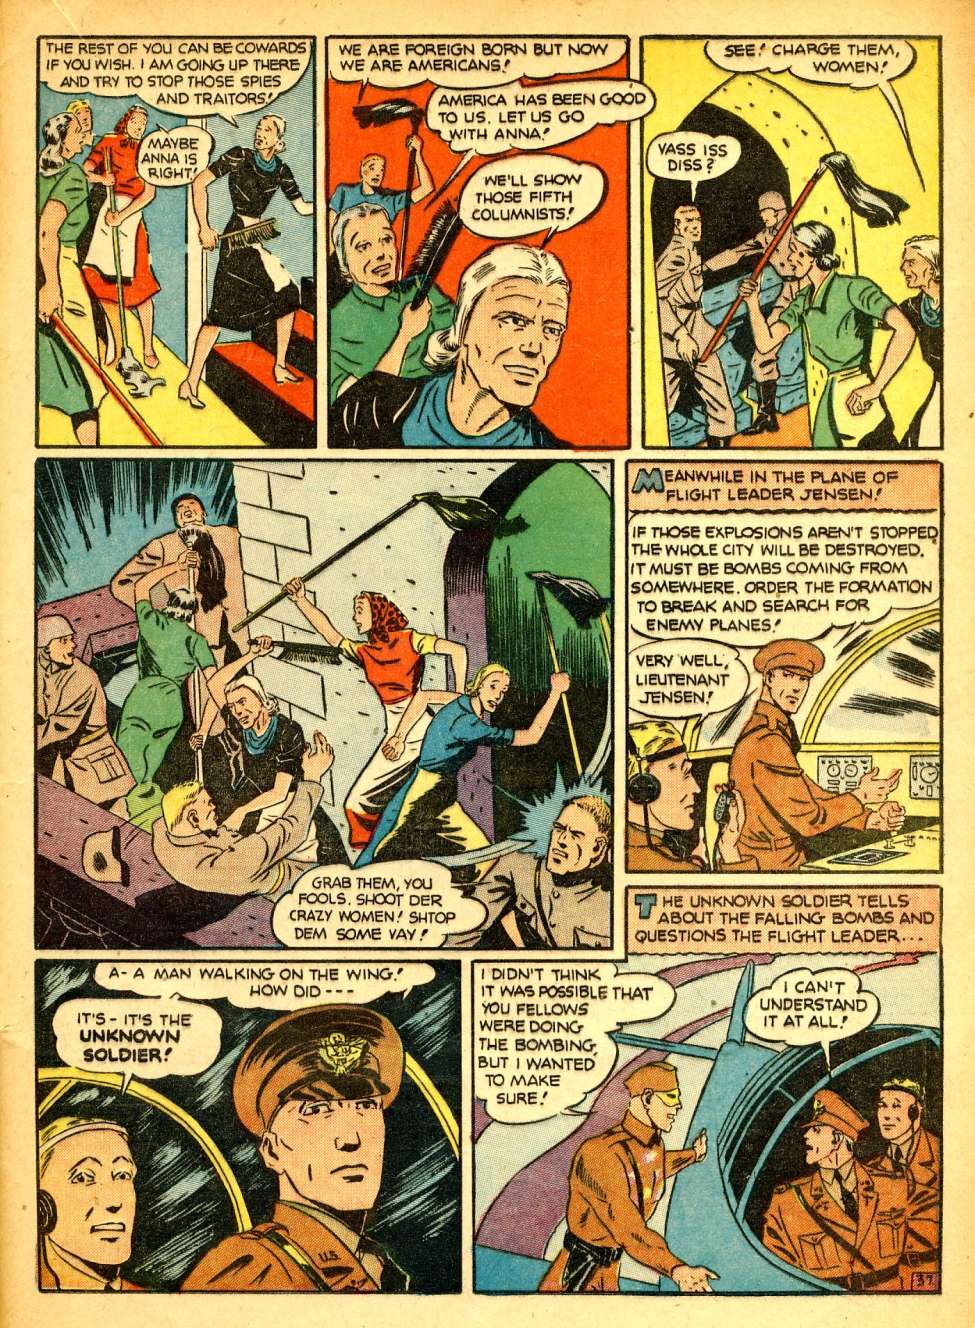 THE REST OF YOU CAN BE COWARDS
IF YOU WISH. I AM GOING UP THERE
AND TRY TO STOP THOSE SPIES
AND TRAITORS!
MAYBE
ANNA IS
RIGHT!
WE ARE FOREIGN BORN BUT NOW
WE ARE AMERICANS!
AMERICA HAS BEEN GOOD
TO US. LET US GO
WITH ANNA!
WE'LL SHOW
THOSE FIFTH
COLUMNISTS!
SEE! CHARGE THEM,
WOMEN!
VASS ISS
DISS?
GRAB THEM, YOU
FOOLS. SHOOT DER
CRAZY WOMEN! SHTOP
DEM SOME VAY!
MEANWHILE IN THE PLANE OF
FLIGHT LEADER JENSEN!
IF THOSE EXPLOSIONS AREN'T STOPPED
THE WHOLE CITY WILL BE DESTROYED.
IT MUST BE BOMBS COMING FROM
SOMEWHERE. ORDER THE FORMATION
TO BREAK AND SEARCH FOR
ENEMY PLANES!
VERY WELL,
LIEUTENANT
JENSEN!
A- A MAN WALKING ON THE WING!
HOW DID ---
IT'S - IT'S THE
UNKNOWN
SOLDIER!
U.S.
THE UNKNOWN SOLDIER TELLS
ABOUT THE FALLING BOMBS AND
QUESTIONS THE FLIGHT LEADER...
I DIDN'T THINK
IT WAS POSSIBLE THAT
YOU FELLOWS
WERE DOING
THE BOMBING,
BUT I WANTED
TO MAKE
SURE!
I CAN'T
UNDERSTAND
IT AT ALL!
37